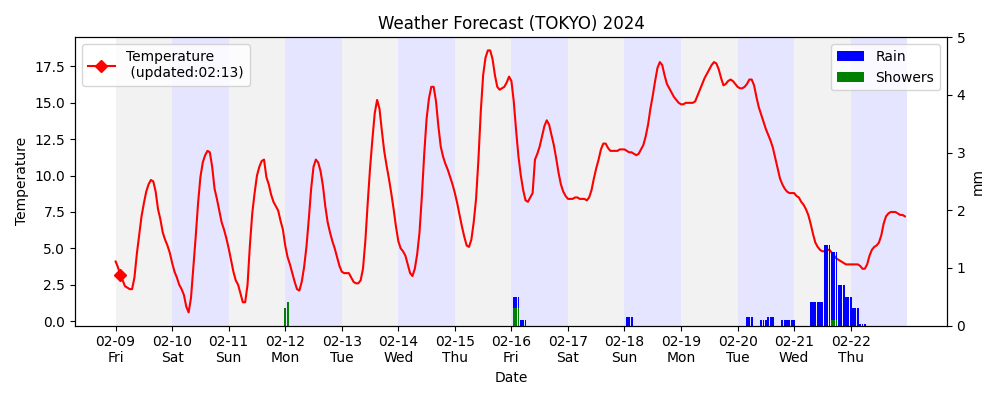 Weather Forecast (TOKYO) 2024
Temperature
(updated:02:13)
Rain
Showers
Temperature
17.5
15.0
12.5
10.0
7.5
5.0
2.5
0.0
5
4
3
2
1
0
mm
02-09 02-10 02-11 02-12 02-13 02-14 02-15 02-16 02-17 02-18 02-19 02-20 02-21 02-22
Fri Sat Sun Mon Tue Wed Thu Fri Sat Sun Mon Tue Wed Thu
Date